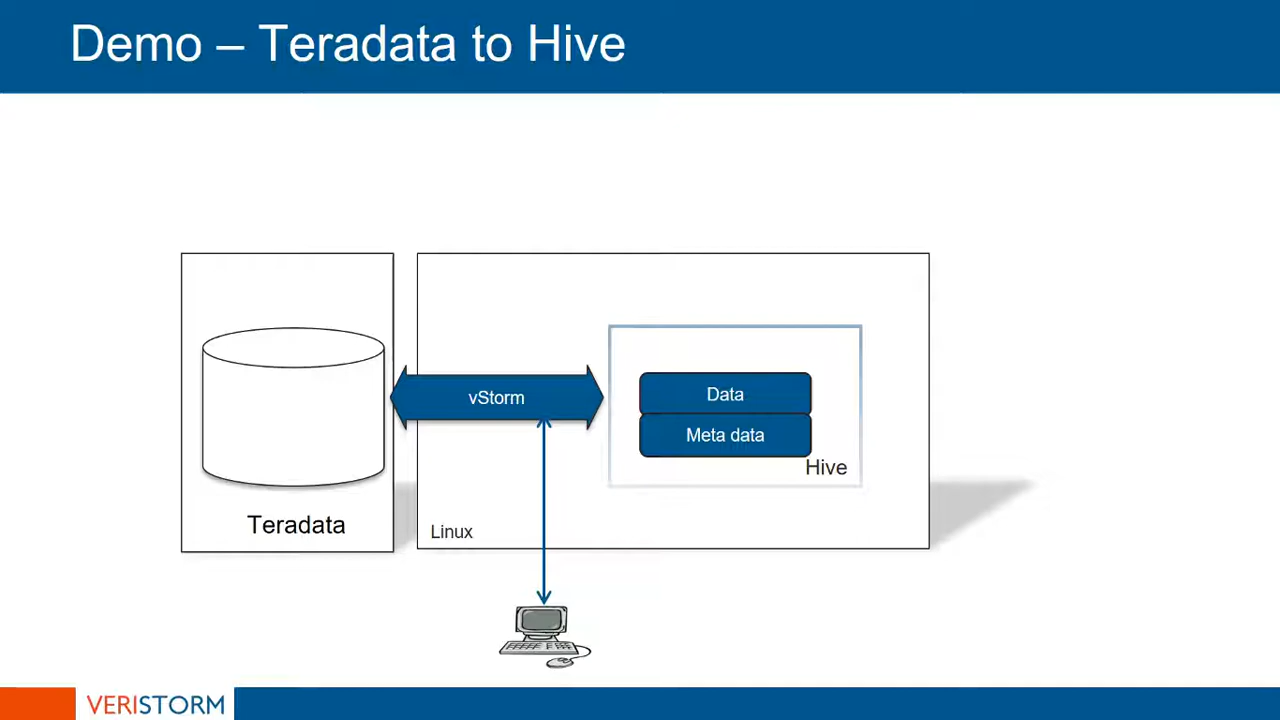 Demo – Teradata to Hive
vStorm
Data
Meta data
Hive
Teradata
Linux
VERISTORM